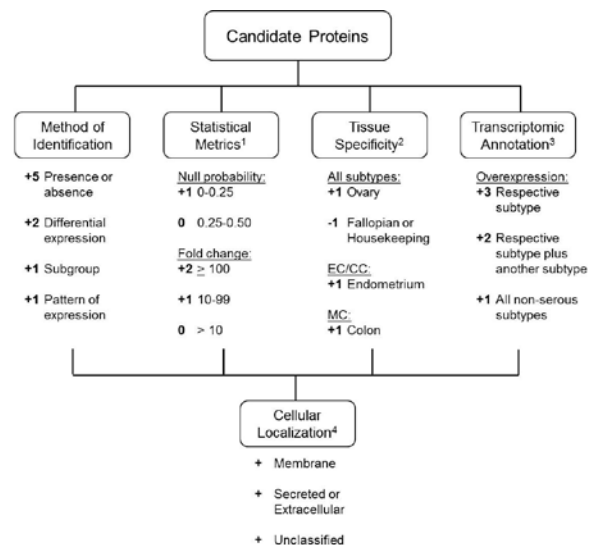 Candidate Proteins
Method of
Identification
+5 Presence or
absence
+2 Differential
expression
+1 Subgroup
+1 Pattern of
expression
Statistical
Metrics¹
Null probability:
+1 0-0.25
0 0.25-0.50
Fold change:
+2 ≥ 100
+1 10-99
0 > 10
Tissue
Specificity²
All subtypes:
+1 Ovary
-1 Fallopian or
Housekeeping
EC/CC:
+1 Endometrium
MC:
+1 Colon
Transcriptomic
Annotation³
Overexpression:
+3 Respective
subtype
+2 Respective
subtype plus
another subtype
+1 All non-serous
subtypes
Cellular
Localization⁴
+ Membrane
+ Secreted or
Extracellular
+ Unclassified